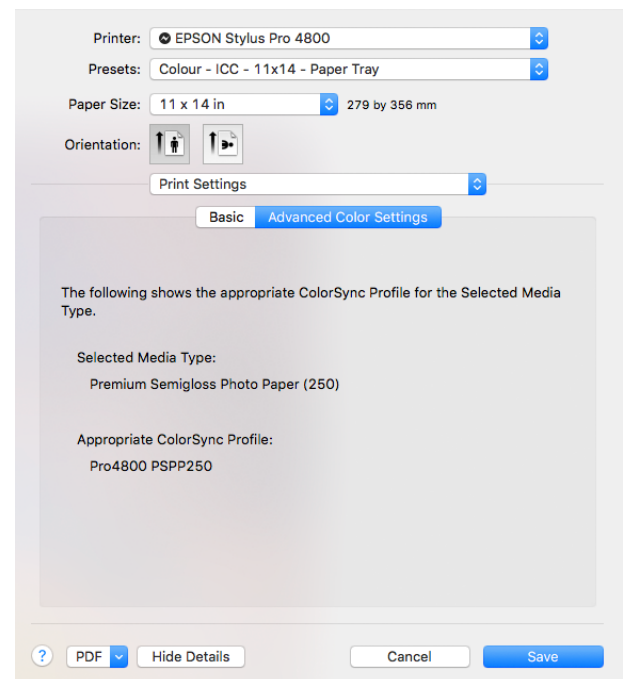 Printer: EPSON Stylus Pro 4800
Presets: Colour - ICC - 11x14 - Paper Tray
Paper Size: 11 x 14 in 279 by 356 mm
Orientation:
Print Settings
Basic Advanced Color Settings
The following shows the appropriate ColorSync Profile for the Selected Media
Type.
Selected Media Type:
Premium Semigloss Photo Paper (250)
Appropriate ColorSync Profile:
Pro4800 PSPP250
? PDF Hide Details Cancel Save